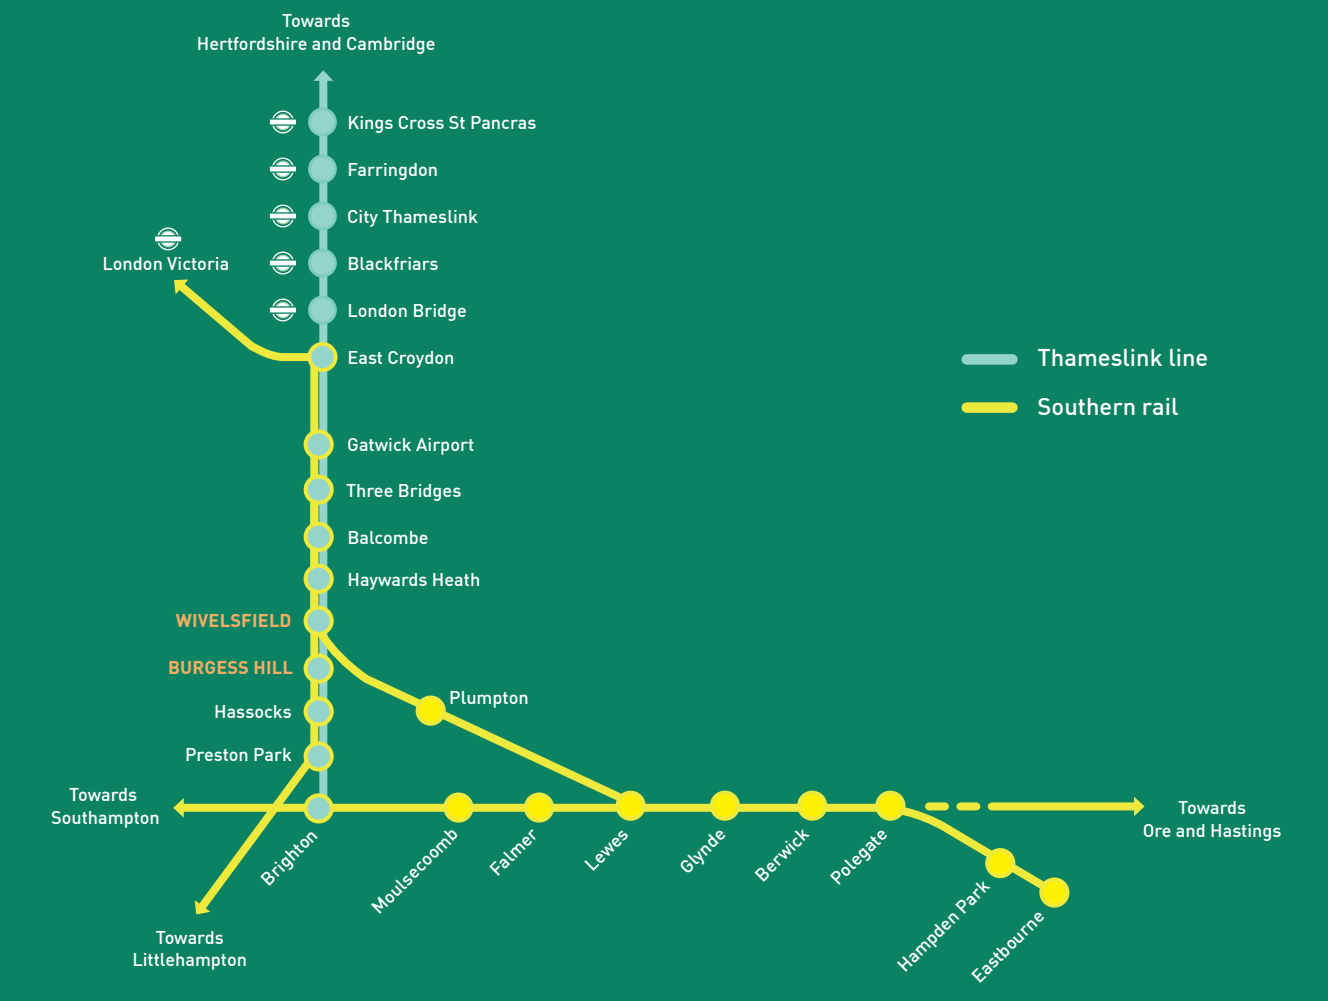 Towards
Hertfordshire and Cambridge
Kings Cross St Pancras
Farringdon
City Thameslink
London Victoria
Blackfriars
London Bridge
East Croydon
Thameslink line
Southern rail
Gatwick Airport
Three Bridges
Balcombe
Haywards Heath
WIVELSFIELD
BURGESS HILL
Plumpton
Hassocks
Preston Park
Towards
Southampton
Towards
Ore and Hastings
Brighton
Moulsecoomb
Falmer
Lewes
Glynde
Berwick
Polegate
Hampden Park
Eastbourne
Towards
Littlehampton